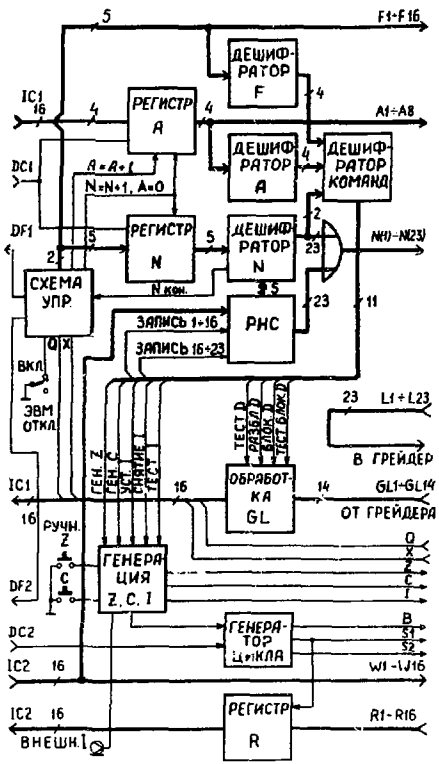 5
F1÷F16
ДЕШИФ-
РАТОР
F
IC1
16
4
РЕГИСТР
A
4
4
A1÷A8
ДЕШИФ-
РАТОР
A
4
ДЕШИФ-
РАТОР
КОМАНД
DC1
A=A+1
N=N+1, A=0
2
DF1
2
5
РЕГИСТР
N
5
ДЕШИФ-
РАТОР
N
23
N(1)÷N(23)
СХЕМА
УПР.
N кон.
5
23
11
Q
X
ЗАПИСЬ 1÷16
РНС
ЗАПИСЬ 16÷23
ВКЛ.
ЭВМ
ОТКЛ.
ГЕН. Z
ГЕН. C
УСТ. I
СНЯТИЕ I
ТЕСТ I
ТЕСТ D
РАЗБЛ D
БЛОК. D
ТЕСТ БЛОК. D
23
L1÷L23
В ГРЕЙДЕР
IC1
16
16
ОБРАБОТ-
КА
GL
14
GL1÷GL14
ОТ ГРЕЙДЕРА
РУЧН.
Z
C
ГЕНЕРА-
ЦИЯ
Z, C, I
Q
X
Z
C
I
DF2
DC2
ГЕНЕРА-
ТОР
ЦИКЛА
B
S1
S2
IC2
16
W1-W16
IC2
16
РЕГИСТР
R
R1-R16
ВНЕШН. I